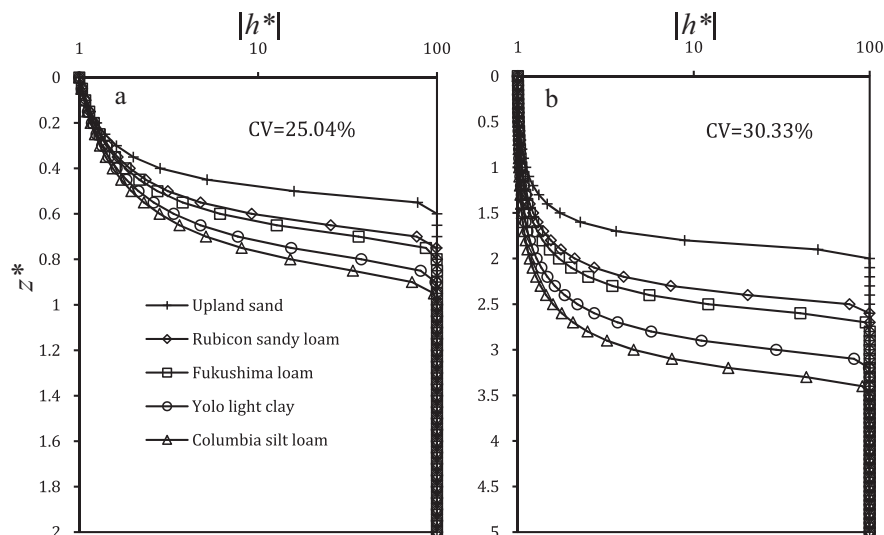 |h*|
1 10 100
0
0.2
0.4
0.6
0.8
1
1.2
1.4
1.6
1.8
2
z*
a
CV=25.04%
Upland sand
Rubicon sandy loam
Fukushima loam
Yolo light clay
Columbia silt loam
|h*|
1 10 100
0
0.5
1
1.5
2
2.5
3
3.5
4
4.5
5
b
CV=30.33%